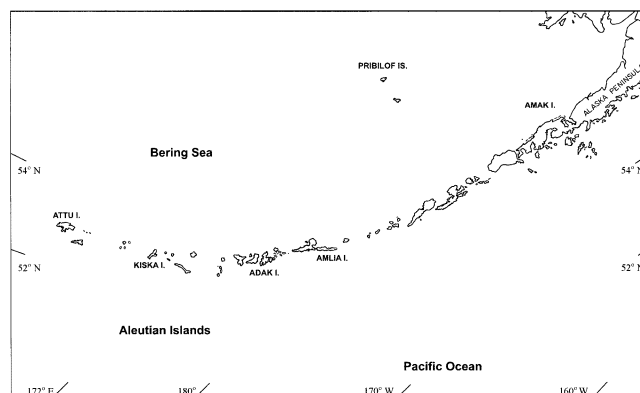 PRIBILOF IS.
AMAK I.
ALASKA PENINSUL
Bering Sea
54° N
54°
ATTU I.
KISKA I.
ADAK I.
AMLIA I.
52° N
52° N
Aleutian Islands
Pacific Ocean
172° E
180°
170° W
160° W